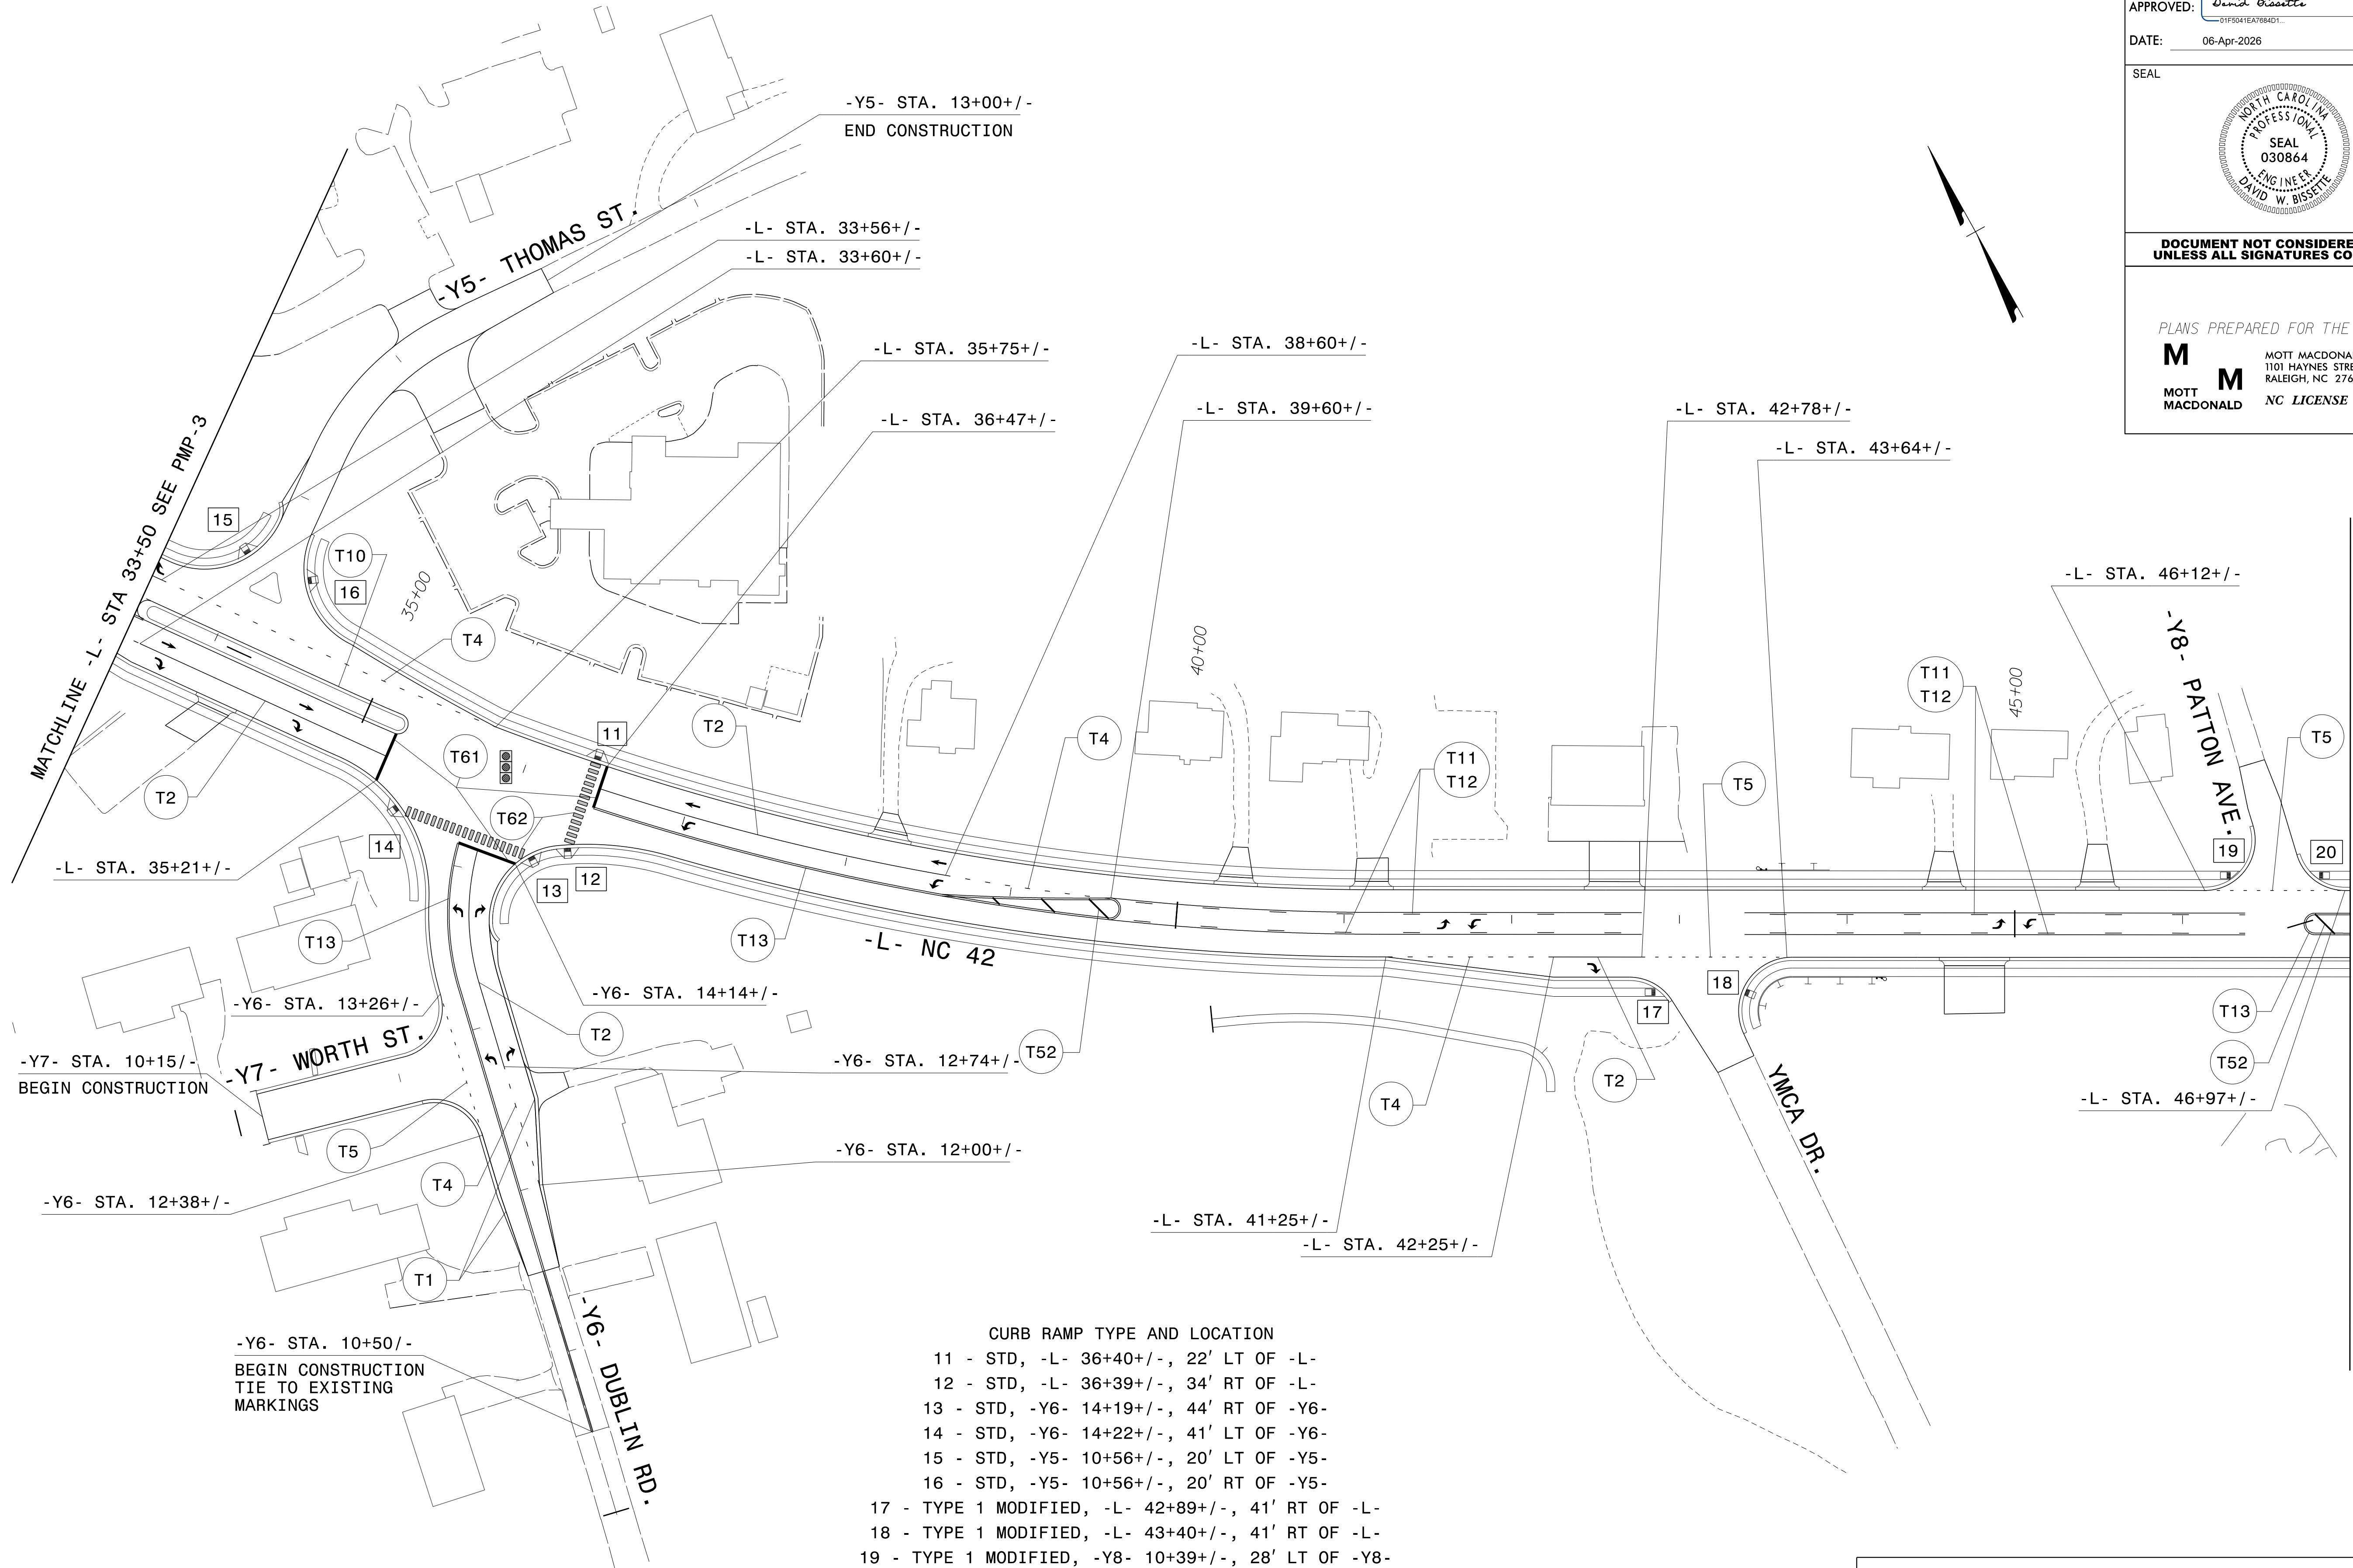 APPROVED:
David Bissette
01F5041EA7684D1...
DATE: 06-Apr-2026
SEAL
NORTH CAROLINA
PROFESSIONAL
SEAL
030864
ENGINEER
DAVID W. BISSETTE
DOCUMENT NOT CONSIDERE
UNLESS ALL SIGNATURES CO
PLANS PREPARED FOR THE
M
M
MOTT
MACDONALD
MOTT MACDONA
1101 HAYNES STRE
RALEIGH, NC 276
NC LICENSE
-Y5- STA. 13+00+/-
END CONSTRUCTION
-Y5- THOMAS ST.
-L- STA. 33+56+/-
-L- STA. 33+60+/-
-L- STA. 35+75+/-
-L- STA. 36+47+/-
-L- STA. 38+60+/-
-L- STA. 39+60+/-
-L- STA. 42+78+/-
-L- STA. 43+64+/-
-L- STA. 46+12+/-
MATCHLINE -L- STA 33+50 SEE PMP-3
15
T10
16
35+00
T4
T2
T61
11
T62
T2
T4
40+00
T11
T12
T5
T11
T12
45+00
-Y8- PATTON AVE.
T5
19
20
14
-L- STA. 35+21+/-
13
12
T13
T13
-L- NC 42
-Y6- STA. 13+26+/-
-Y6- STA. 14+14+/-
T2
-Y7- STA. 10+15/-
BEGIN CONSTRUCTION
-Y7- WORTH ST.
-Y6- STA. 12+74+/-
T52
T4
17
18
T2
YMCA DR.
T13
T52
-L- STA. 46+97+/-
T5
T4
-Y6- STA. 12+00+/-
-Y6- STA. 12+38+/-
-L- STA. 41+25+/-
-L- STA. 42+25+/-
T1
-Y6- STA. 10+50/-
BEGIN CONSTRUCTION
TIE TO EXISTING
MARKINGS
-Y6- DUBLIN RD.
CURB RAMP TYPE AND LOCATION
11 - STD, -L- 36+40+/-, 22' LT OF -L-
12 - STD, -L- 36+39+/-, 34' RT OF -L-
13 - STD, -Y6- 14+19+/-, 44' RT OF -Y6-
14 - STD, -Y6- 14+22+/-, 41' LT OF -Y6-
15 - STD, -Y5- 10+56+/-, 20' LT OF -Y5-
16 - STD, -Y5- 10+56+/-, 20' RT OF -Y5-
17 - TYPE 1 MODIFIED, -L- 42+89+/-, 41' RT OF -L-
18 - TYPE 1 MODIFIED, -L- 43+40+/-, 41' RT OF -L-
19 - TYPE 1 MODIFIED, -Y8- 10+39+/-, 28' LT OF -Y8-